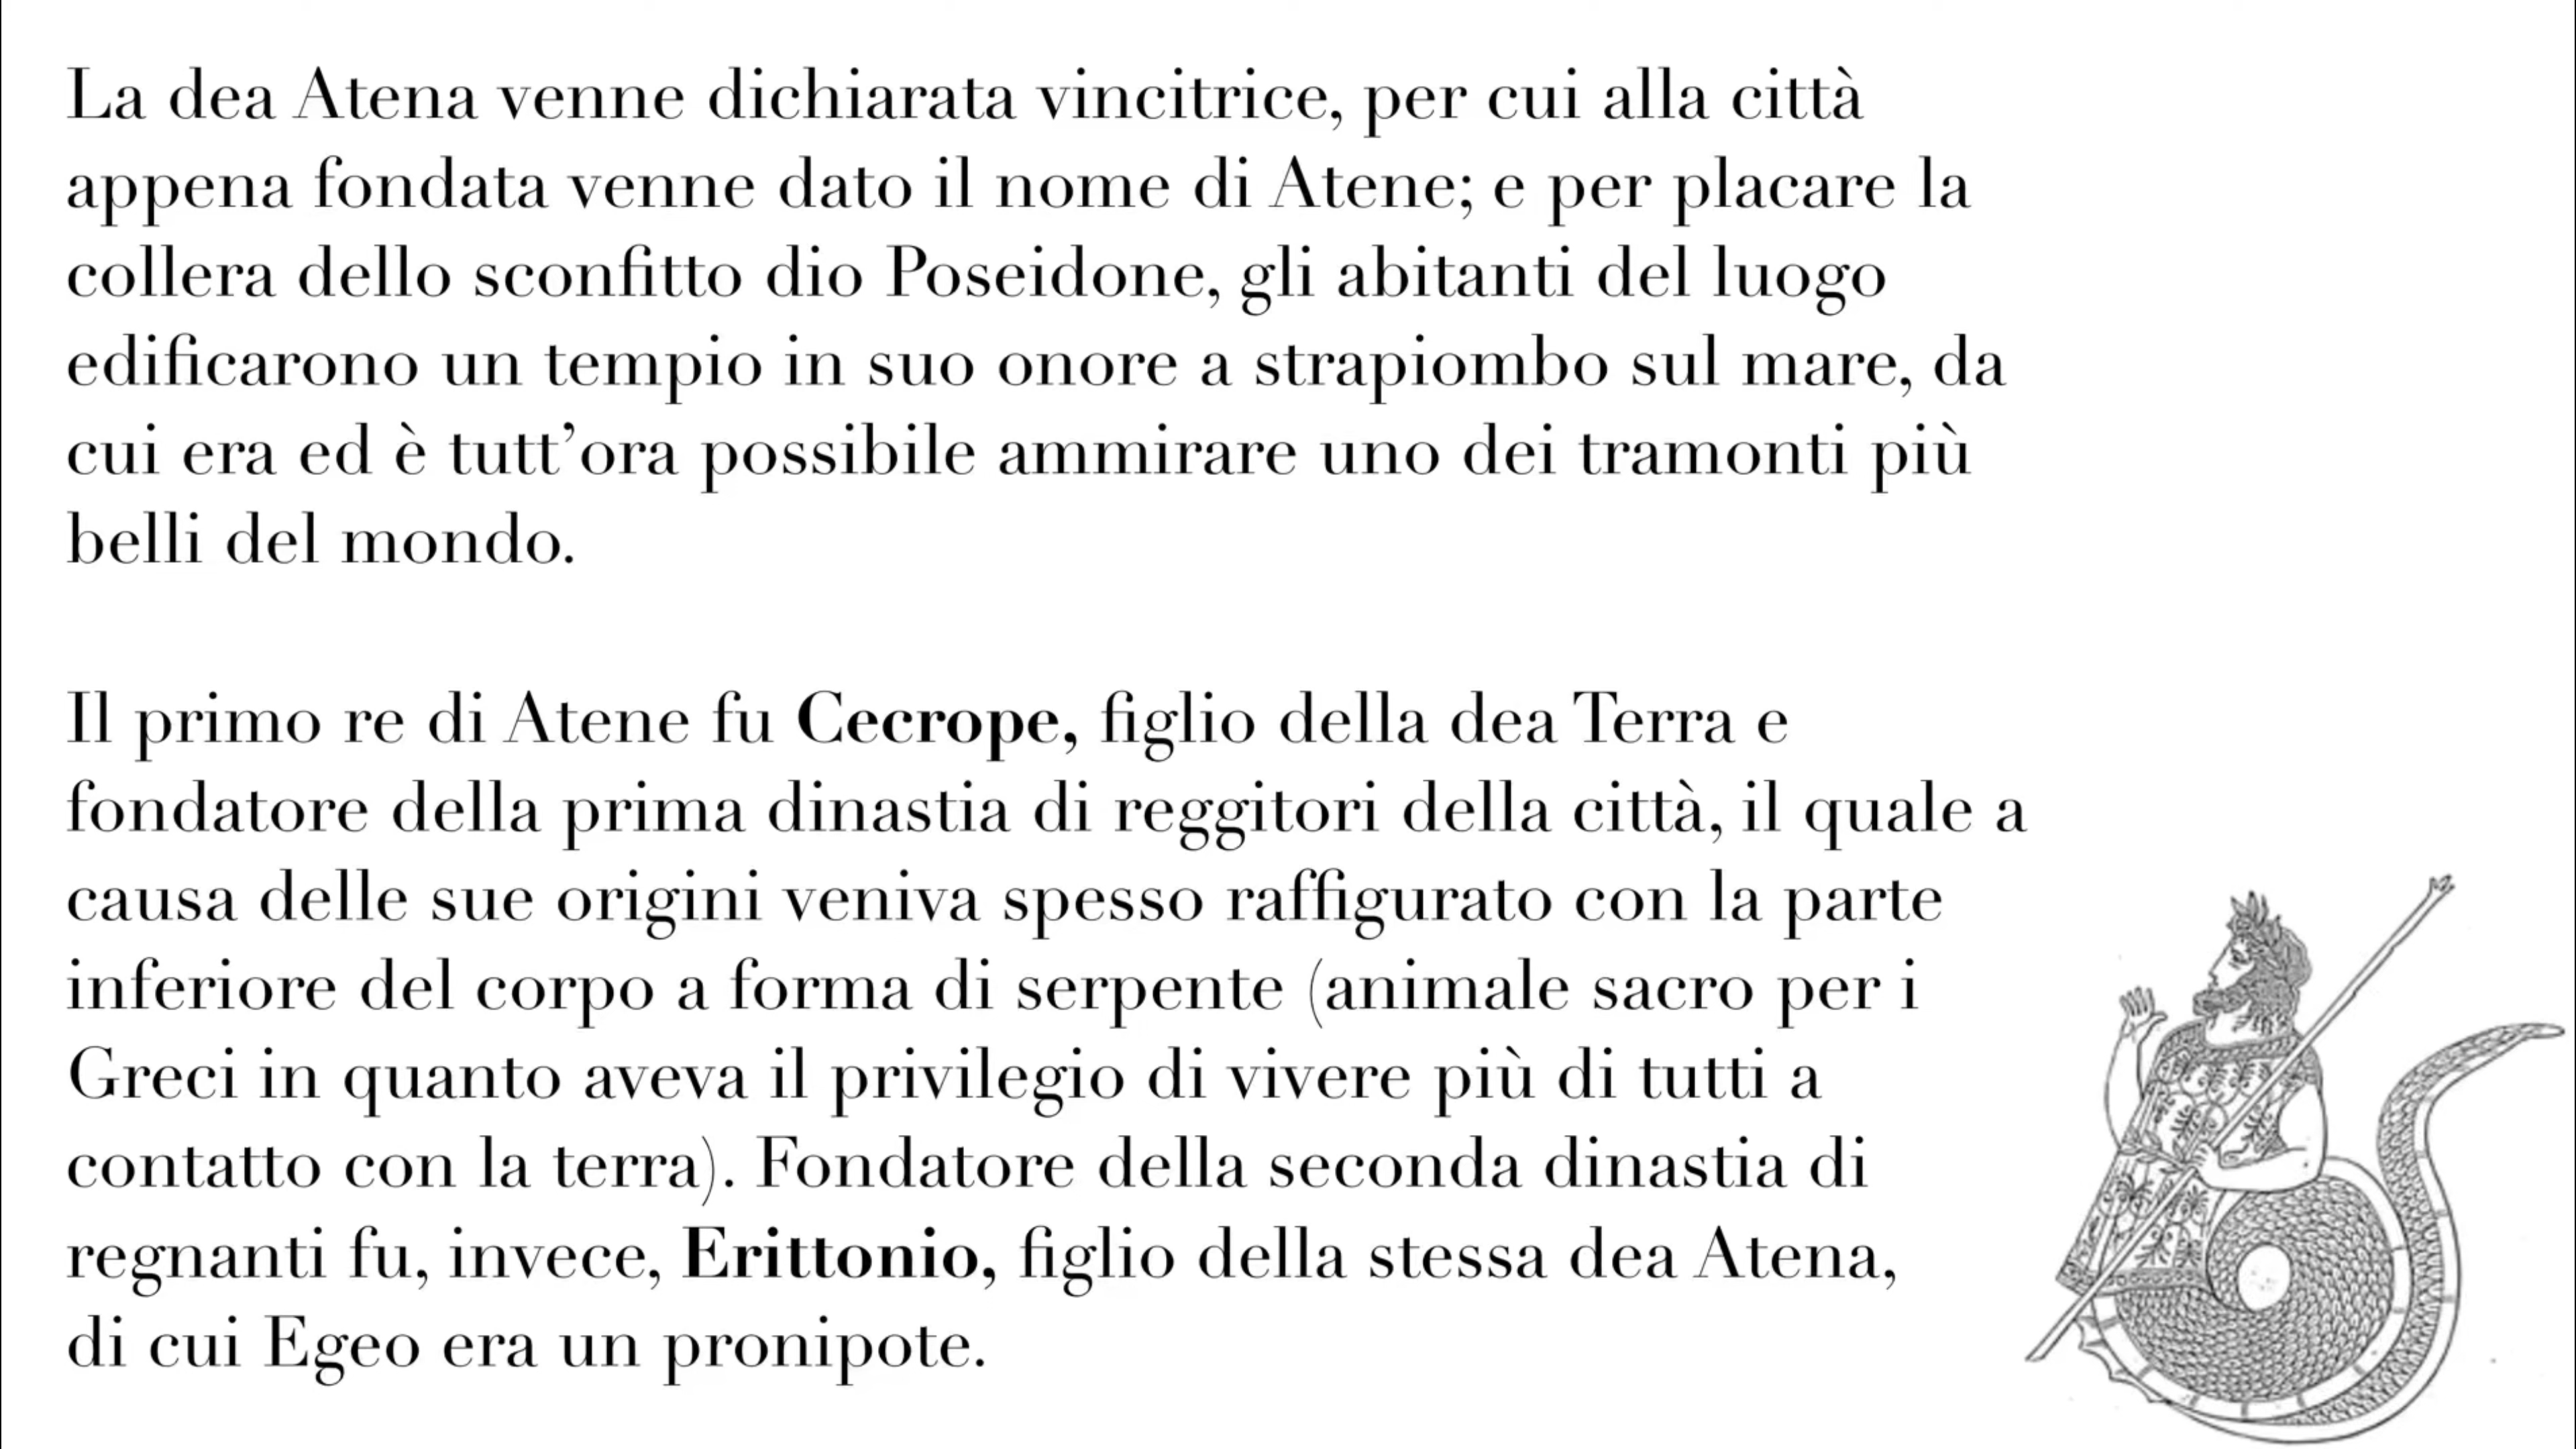 La dea Atena venne dichiarata vincitrice, per cui alla città
appena fondata venne dato il nome di Atene; e per placare la
collera dello sconfitto dio Poseidone, gli abitanti del luogo
edificarono un tempio in suo onore a strapiombo sul mare, da
cui era ed è tutt’ora possibile ammirare uno dei tramonti più
belli del mondo.
Il primo re di Atene fu Cecrope, figlio della dea Terra e
fondatore della prima dinastia di reggitori della città, il quale a
causa delle sue origini veniva spesso raffigurato con la parte
inferiore del corpo a forma di serpente (animale sacro per i
Greci in quanto aveva il privilegio di vivere più di tutti a
contatto con la terra). Fondatore della seconda dinastia di
regnanti fu, invece, Erittonio, figlio della stessa dea Atena,
di cui Egeo era un pronipote.